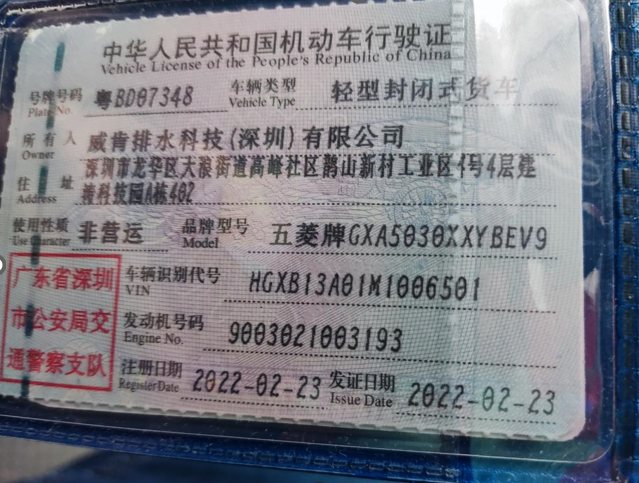 中华人民共和国机动车行驶证
Vehicle License of the People's Republic of China
号牌号码 粤BD07348 车辆类型 轻型封闭式货车
Plate No. Vehicle Type
所有人 威肯排水科技(深圳)有限公司
Owner
深圳市龙华区大浪街道高峰社区鹊山新村工业区4号4层建
住址 滴科技园A栋402
Address
使用性质 非营运 品牌型号 五菱牌GXA5030XXYBEV9
Use Character Model
广东省深圳
市公安局交
通警察支队
车辆识别代号 HGXB13A01M1006501
VIN
发动机号码 9003021003193
Engine No.
注册日期 2022-02-23 发证日期 2022-02-23
Register Date Issue Date